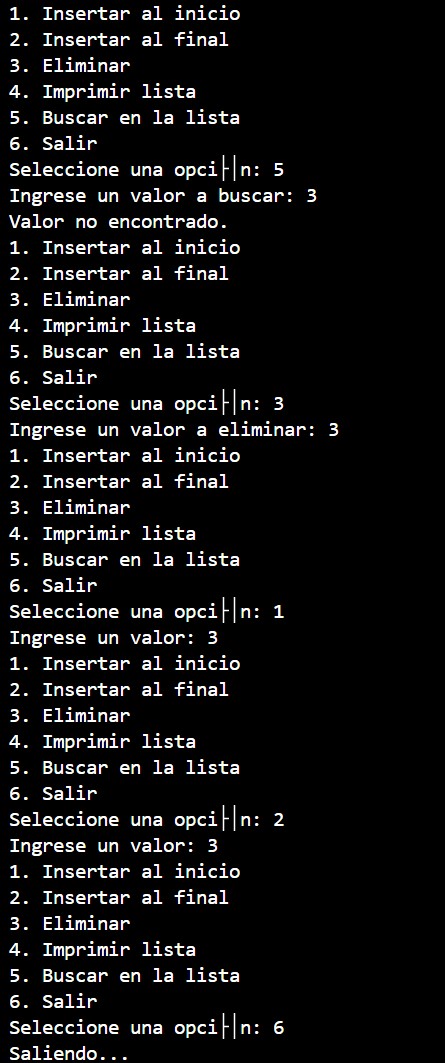 1. Insertar al inicio
2. Insertar al final
3. Eliminar
4. Imprimir lista
5. Buscar en la lista
6. Salir
Seleccione una opci├│n: 5
Ingrese un valor a buscar: 3
Valor no encontrado.
1. Insertar al inicio
2. Insertar al final
3. Eliminar
4. Imprimir lista
5. Buscar en la lista
6. Salir
Seleccione una opci├│n: 3
Ingrese un valor a eliminar: 3
1. Insertar al inicio
2. Insertar al final
3. Eliminar
4. Imprimir lista
5. Buscar en la lista
6. Salir
Seleccione una opci├│n: 1
Ingrese un valor: 3
1. Insertar al inicio
2. Insertar al final
3. Eliminar
4. Imprimir lista
5. Buscar en la lista
6. Salir
Seleccione una opci├│n: 2
Ingrese un valor: 3
1. Insertar al inicio
2. Insertar al final
3. Eliminar
4. Imprimir lista
5. Buscar en la lista
6. Salir
Seleccione una opci├│n: 6
Saliendo...